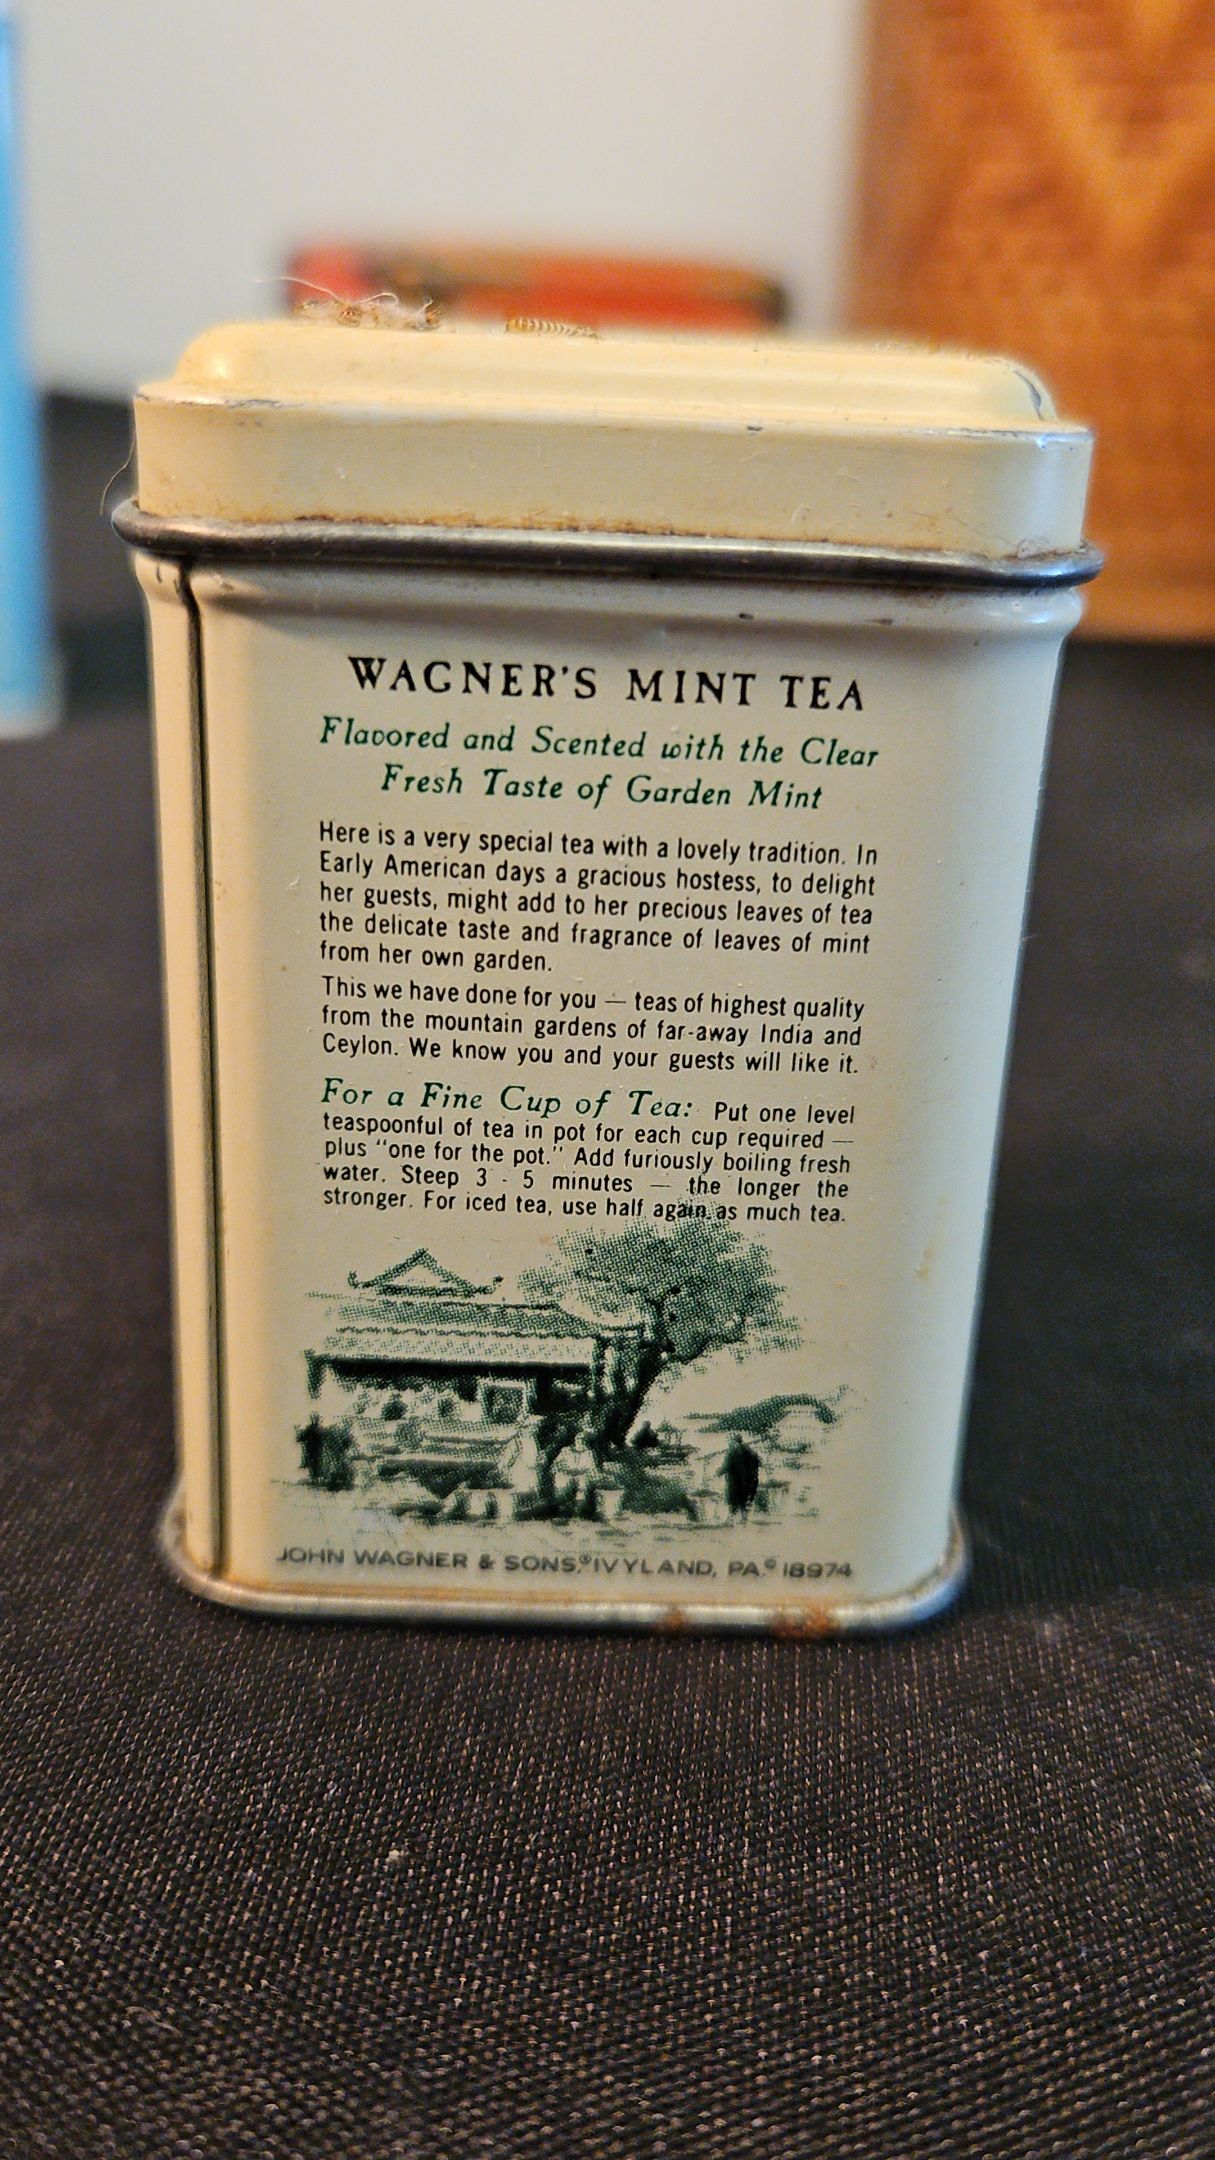 WAGNER'S MINT TEA
Flavored and Scented with the Clear
Fresh Taste of Garden Mint
Here is a very special tea with a lovely tradition. In
Early American days a gracious hostess, to delight
her guests, might add to her precious leaves of tea
the delicate taste and fragrance of leaves of mint
from her own garden.
This we have done for you — teas of highest quality
from the mountain gardens of far-away India and
Ceylon. We know you and your guests will like it.
For a Fine Cup of Tea: Put one level
teaspoonful of tea in pot for each cup required —
plus "one for the pot." Add furiously boiling fresh
water. Steep 3 - 5 minutes — the longer the
stronger. For iced tea, use half again as much tea.
JOHN WAGNER & SONS,® IVYLAND, PA.© 18974